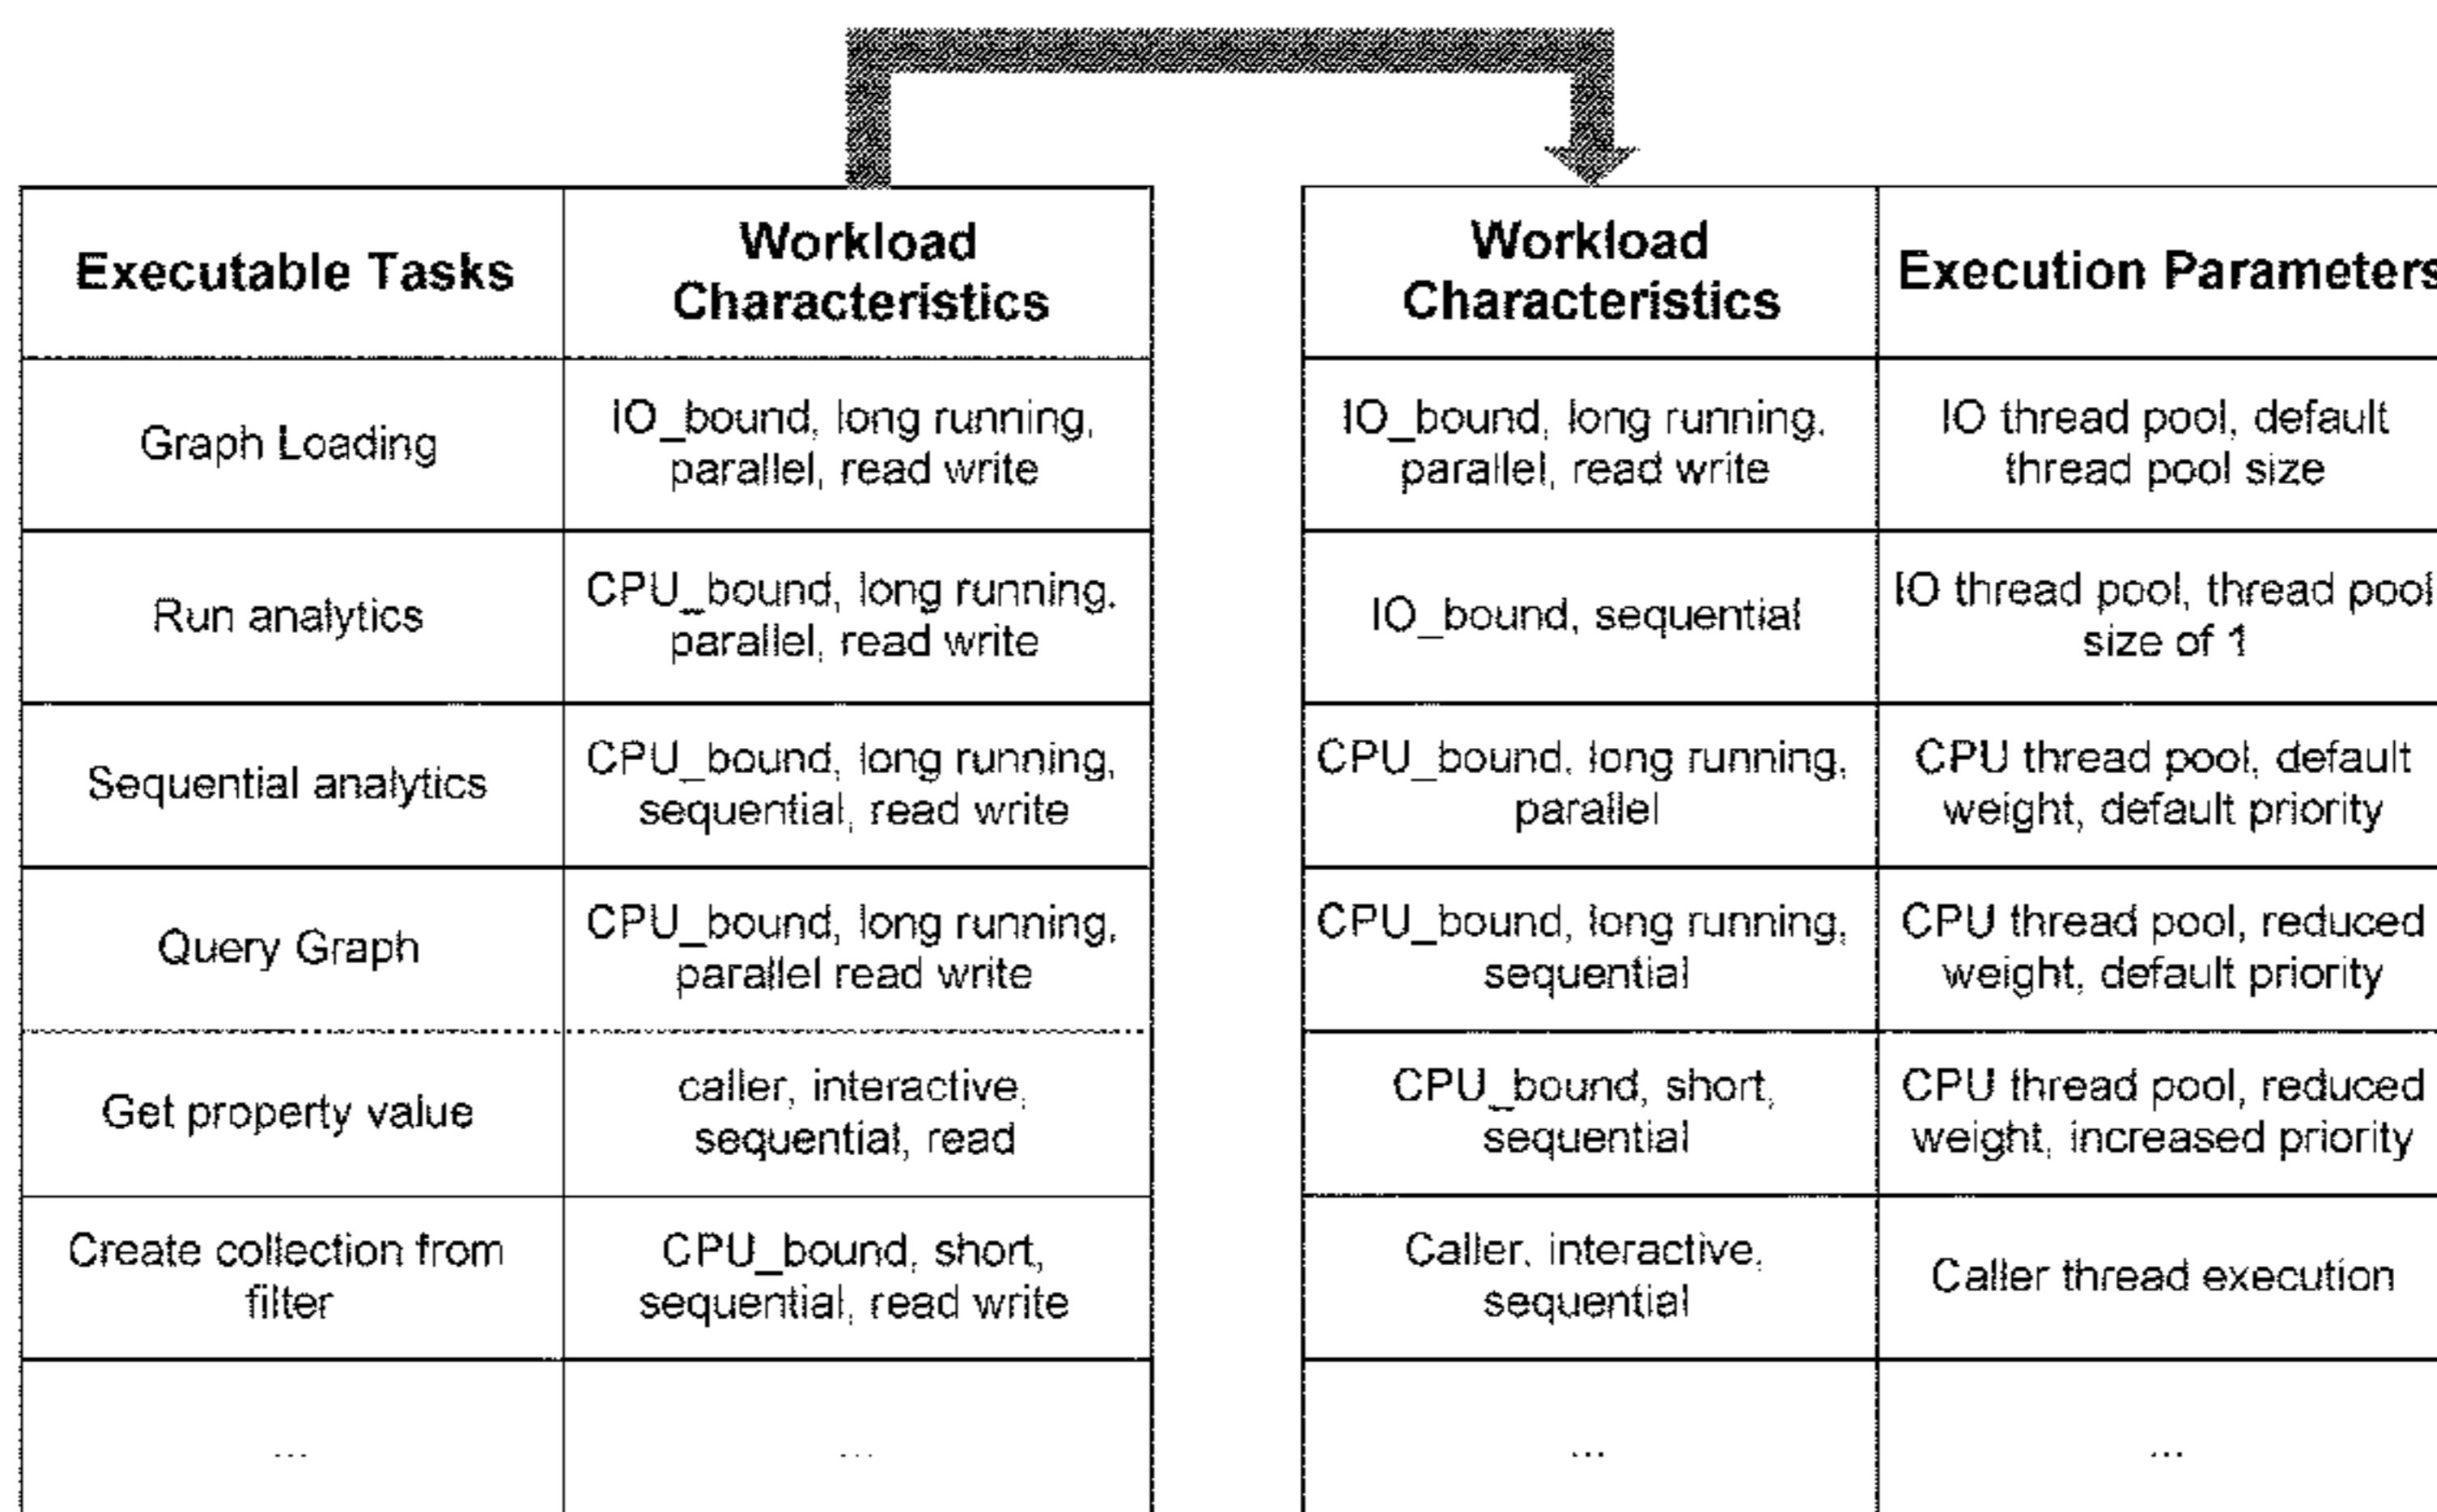 Executable Tasks
Workload
Characteristics
Graph Loading
IO_bound, long running,
parallel, read write
Run analytics
CPU_bound, long running,
parallel, read write
Sequential analytics
CPU_bound, long running,
sequential, read write
Query Graph
CPU_bound, long running,
parallel read write
Get property value
caller, interactive,
sequential, read
Create collection from
filter
CPU_bound, short,
sequential, read write
...
...
Workload
Characteristics
Execution Parameters
IO_bound, long running,
parallel, read write
IO thread pool, default
thread pool size
IO_bound, sequential
IO thread pool, thread pool
size of 1
CPU_bound, long running,
parallel
CPU thread pool, default
weight, default priority
CPU_bound, long running,
sequential
CPU thread pool, reduced
weight, default priority
CPU_bound, short,
sequential
CPU thread pool, reduced
weight, increased priority
Caller, interactive,
sequential
Caller thread execution
...
...